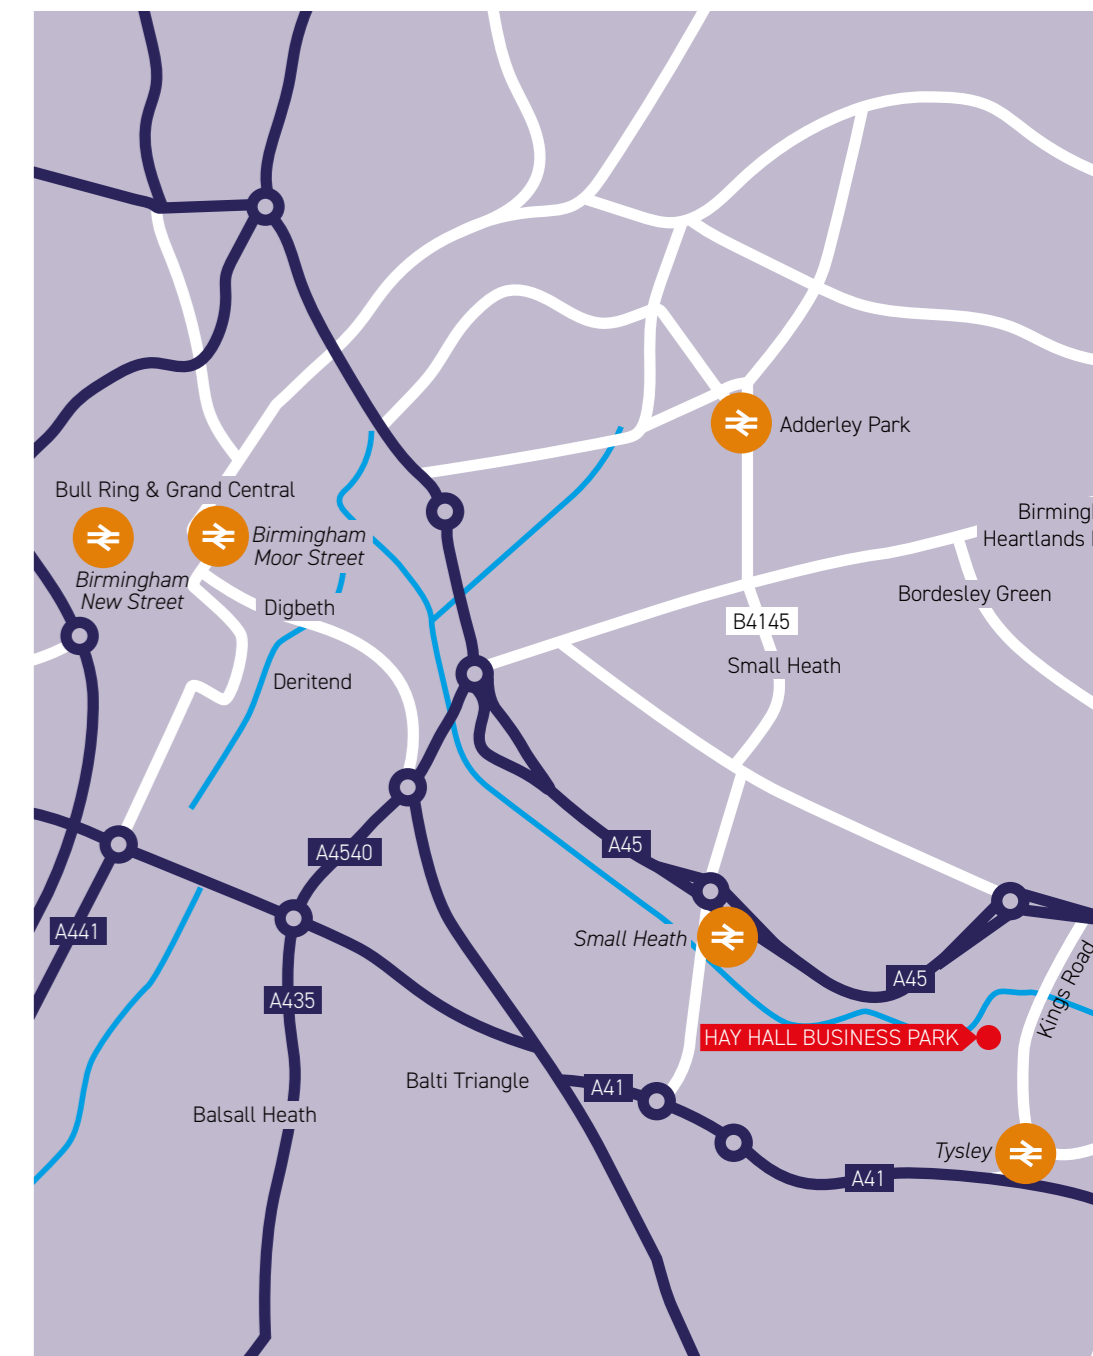 Adderley Park
Bull Ring & Grand Central
Birmingham
Moor Street
Birmingham
New Street
Heartlands
Bordesley Green
Digbeth
B4145
Small Heath
Deritend
A45
A4540
A441
Small Heath
A45
Kings Road
A435
HAY HALL BUSINESS PARK
Balti Triangle
A41
Balsall Heath
Tysley
A41